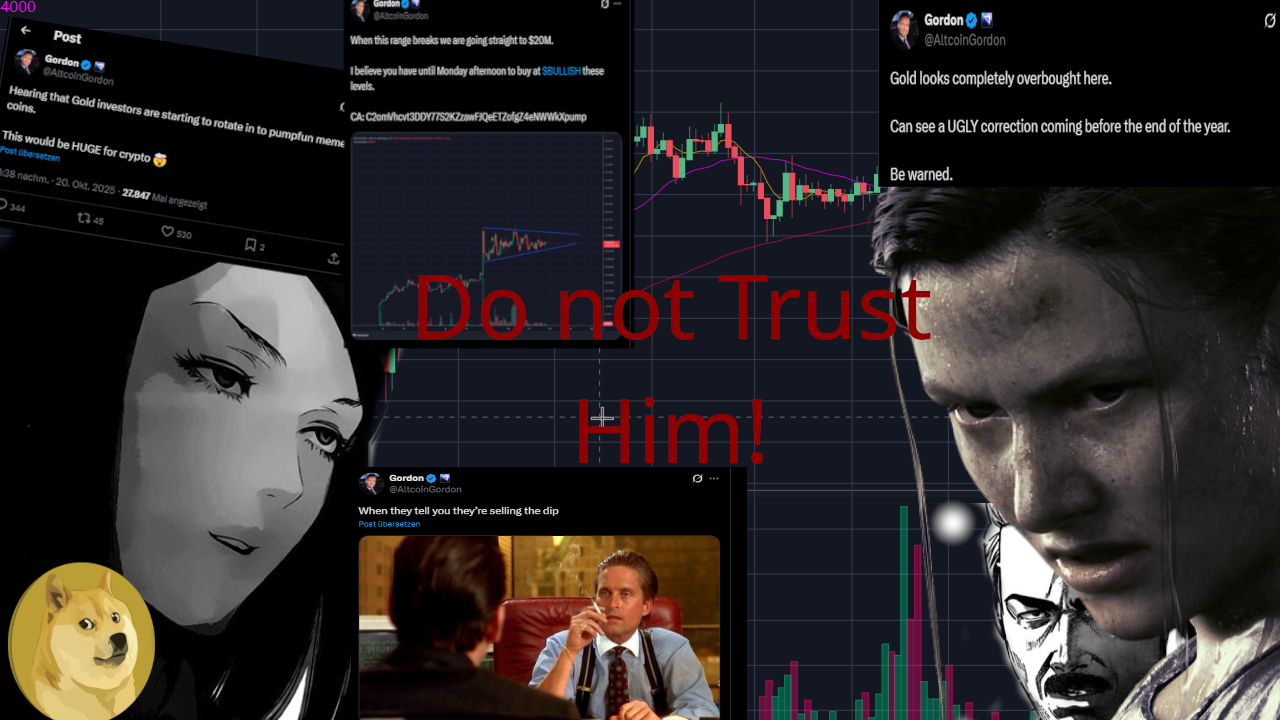 4000
Post
Gordon
@AltcoinGordon
Hearing that Gold investors are starting to rotate in to pumpfun meme
coins.
This would be HUGE for crypto 🤯
Post übersetzen
:38 nachm. · 20. Okt. 2025 · 27.847 Mal angezeigt
344 45 530 2
Gordon
@AltcoinGordon
When this range breaks we are going straight to $20M.
I believe you have until Monday afternoon to buy at $BULLISH these
levels.
CA: C2omVhcvt3DDY77S2KZzawFJQeETZofgZ4eNWWkXpump
Gordon
@AltcoinGordon
Gold looks completely overbought here.
Can see a UGLY correction coming before the end of the year.
Be warned.
Do not Trust
Him!
Gordon
@AltcoinGordon
When they tell you they’re selling the dip
Post übersetzen